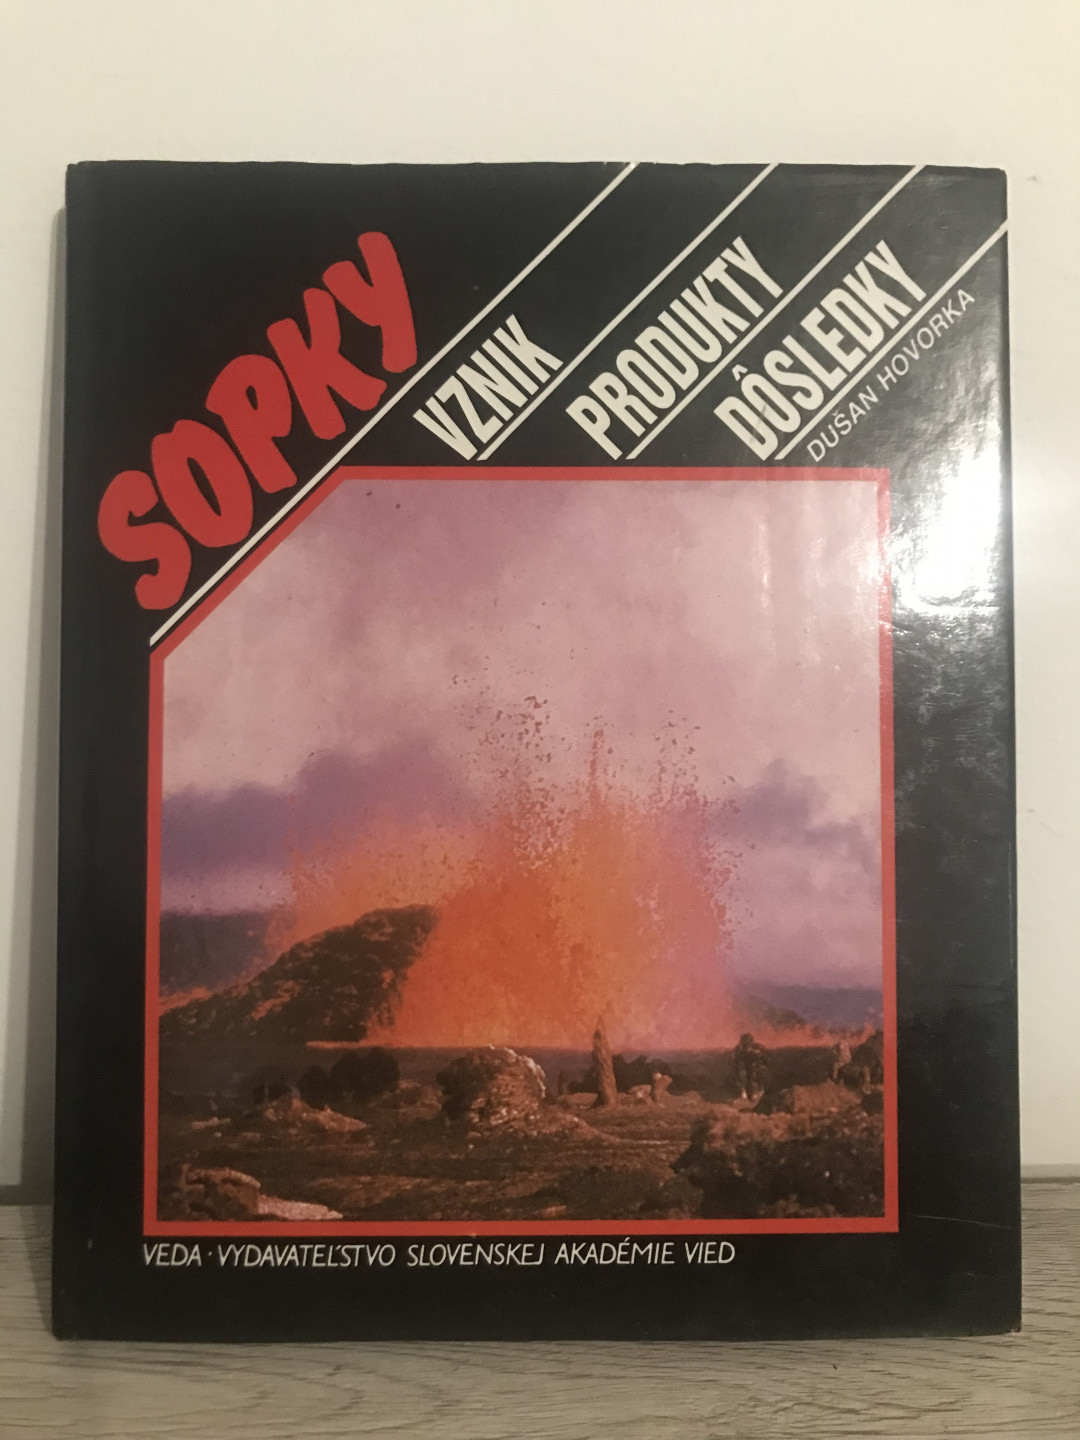 SOPKY
VZNIK
PRODUKTY
DÔSLEDKY
DUŠAN HOVORKA
VEDA · VYDAVATEĽSTVO SLOVENSKEJ AKADÉMIE VIED